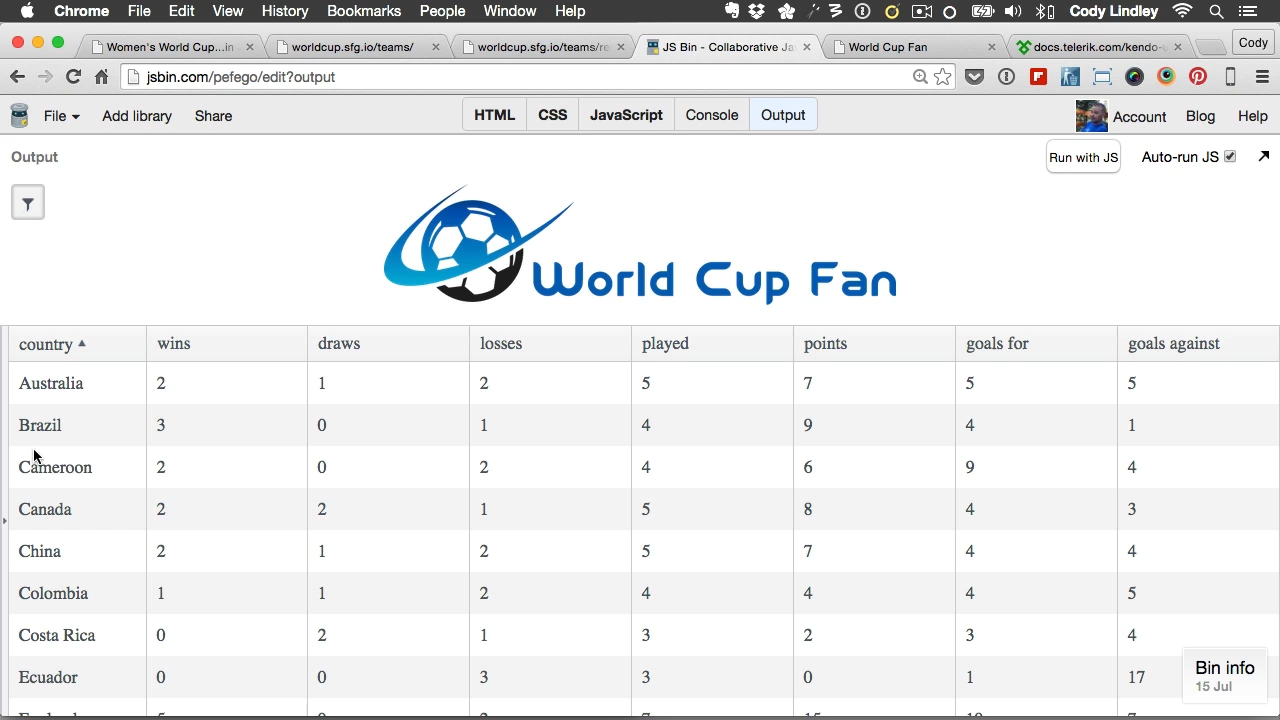 Chrome File Edit View History Bookmarks People Window Help Cody Lindley
Women's World Cup...in worldcup.sfg.io/teams/ worldcup.sfg.io/teams/re JS Bin - Collaborative Ja World Cup Fan docs.telerik.com/kendo-u Cody
jsbin.com/pefego/edit?output
File Add library Share HTML CSS JavaScript Console Output Account Blog Help
Output Run with JS Auto-run JS
World Cup Fan
country wins draws losses played points goals for goals against
Australia 2 1 2 5 7 5 5
Brazil 3 0 1 4 9 4 1
Cameroon 2 0 2 4 6 9 4
Canada 2 2 1 5 8 4 3
China 2 1 2 5 7 4 4
Colombia 1 1 2 4 4 4 5
Costa Rica 0 2 1 3 2 3 4
Ecuador 0 0 3 3 0 1 17
Bin info
15 Jul